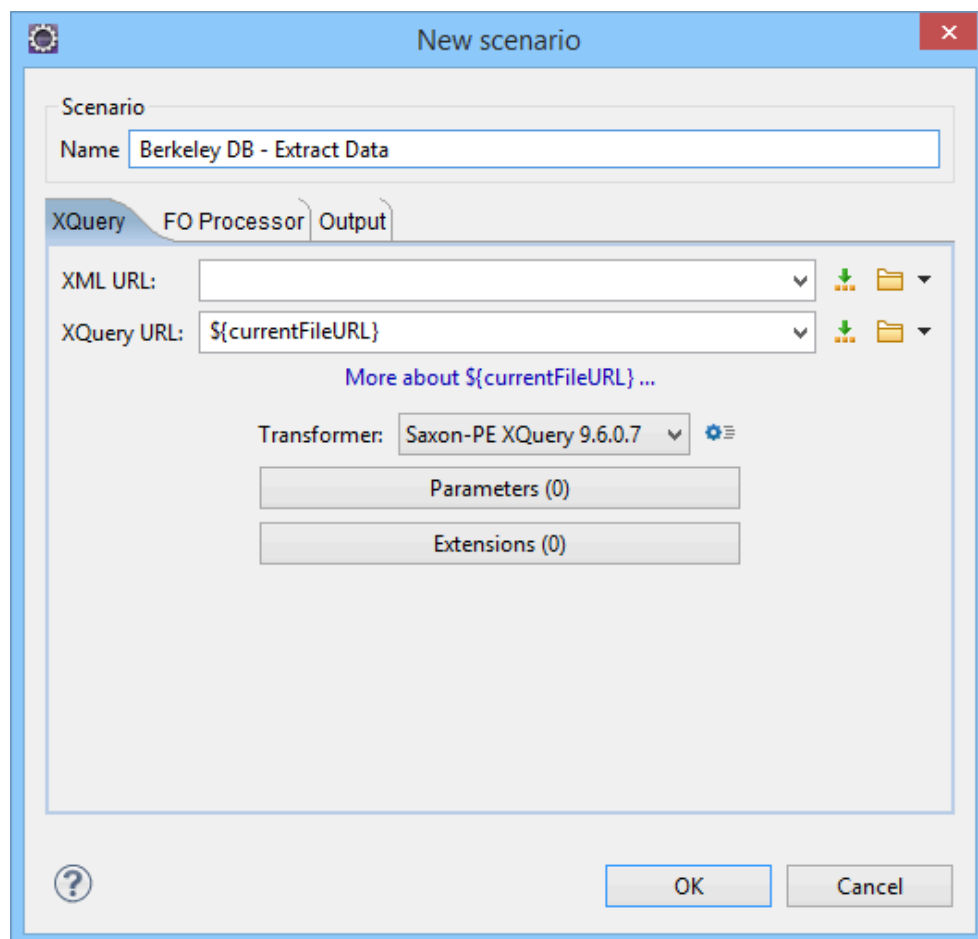 New scenario
Scenario
Name Berkeley DB - Extract Data
XQuery FO Processor Output
XML URL:
XQuery URL: ${currentFileURL}
More about ${currentFileURL} ...
Transformer: Saxon-PE XQuery 9.6.0.7
Parameters (0)
Extensions (0)
OK Cancel